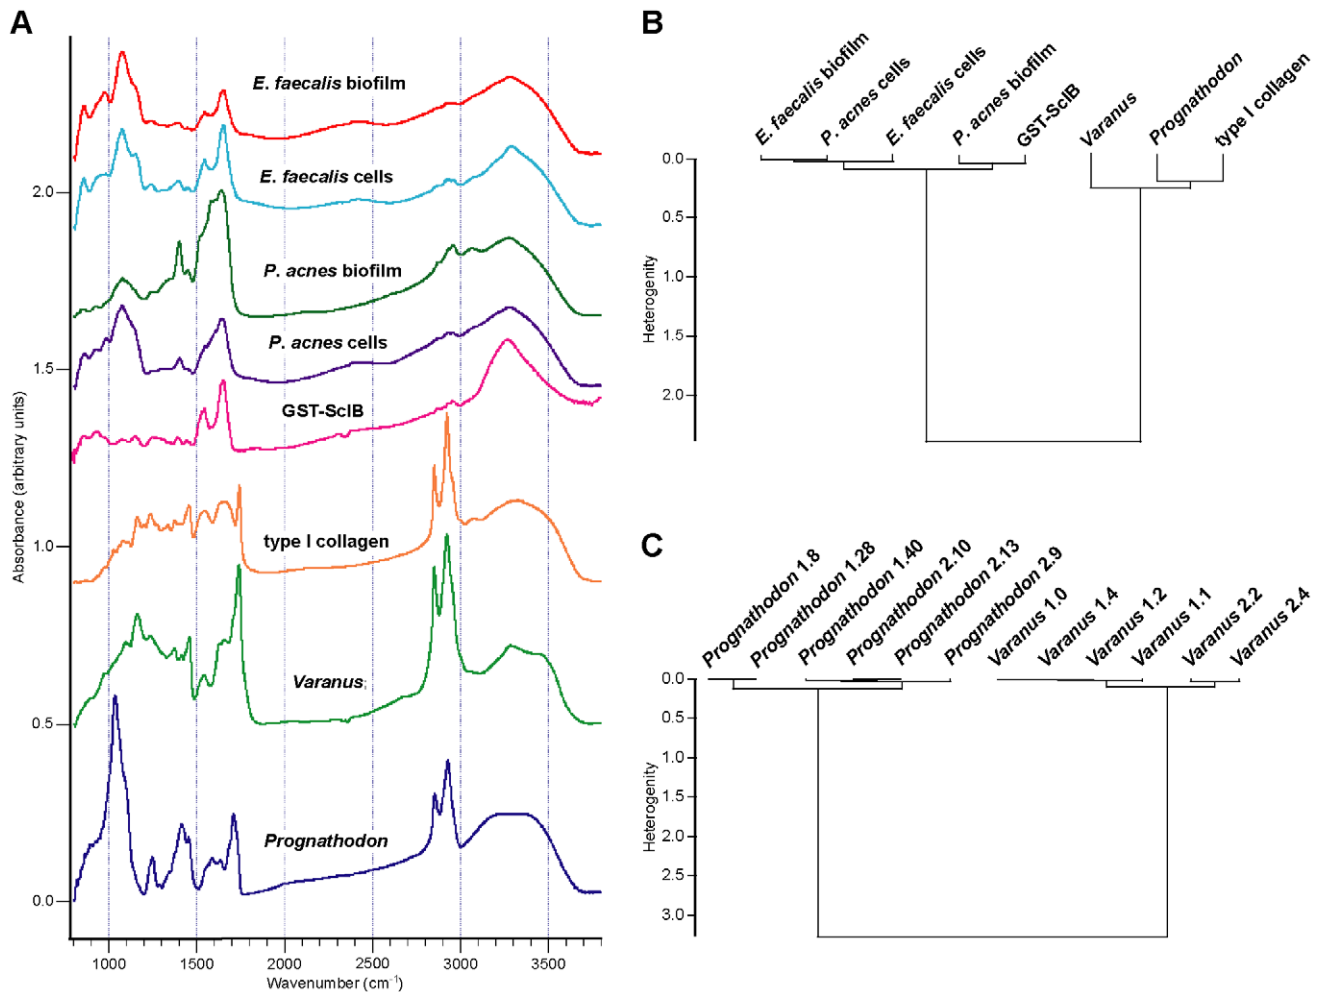 A
E. faecalis biofilm
E. faecalis cells
P. acnes biofilm
P. acnes cells
GST-SclB
type I collagen
Varanus
Prognathodon
2.0
1.5
1.0
0.5
0.0
Absorbance (arbitrary units)
1000 1500 2000 2500 3000 3500
Wavenumber (cm⁻¹)
B
E. faecalis biofilm
P. acnes cells
E. faecalis cells
P. acnes biofilm
GST-SclB
Varanus
Prognathodon
type I collagen
0.0
0.5
1.0
1.5
2.0
Heterogenity
C
Prognathodon 1.8
Prognathodon 1.28
Prognathodon 1.40
Prognathodon 2.10
Prognathodon 2.13
Prognathodon 2.9
Varanus 1.0
Varanus 1.4
Varanus 1.2
Varanus 1.1
Varanus 2.2
Varanus 2.4
0.0
0.5
1.0
1.5
2.0
2.5
3.0
Heterogenity